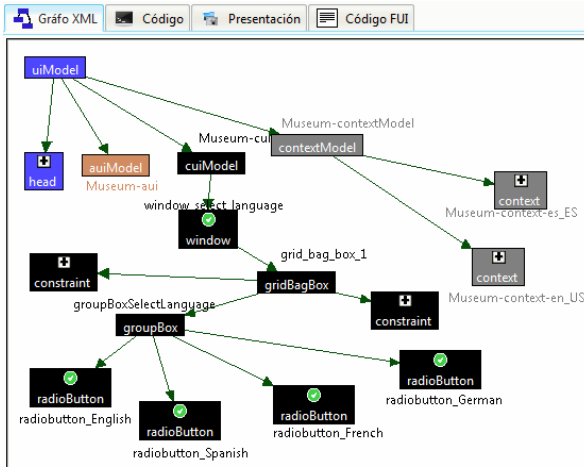 Gráfo XML
Código
Presentación
Código FUI
uiModel
Museum-contextModel
Museum-cui
contextModel
head
auiModel
cuiModel
Museum-aui
context
window_select_language
Museum-context-es_ES
window
grid_bag_box_1
constraint
gridBagBox
context
Museum-context-en_US
groupBoxSelectLanguage
groupBox
constraint
radioButton
radiobutton_English
radioButton
radiobutton_Spanish
radioButton
radiobutton_French
radioButton
radiobutton_German